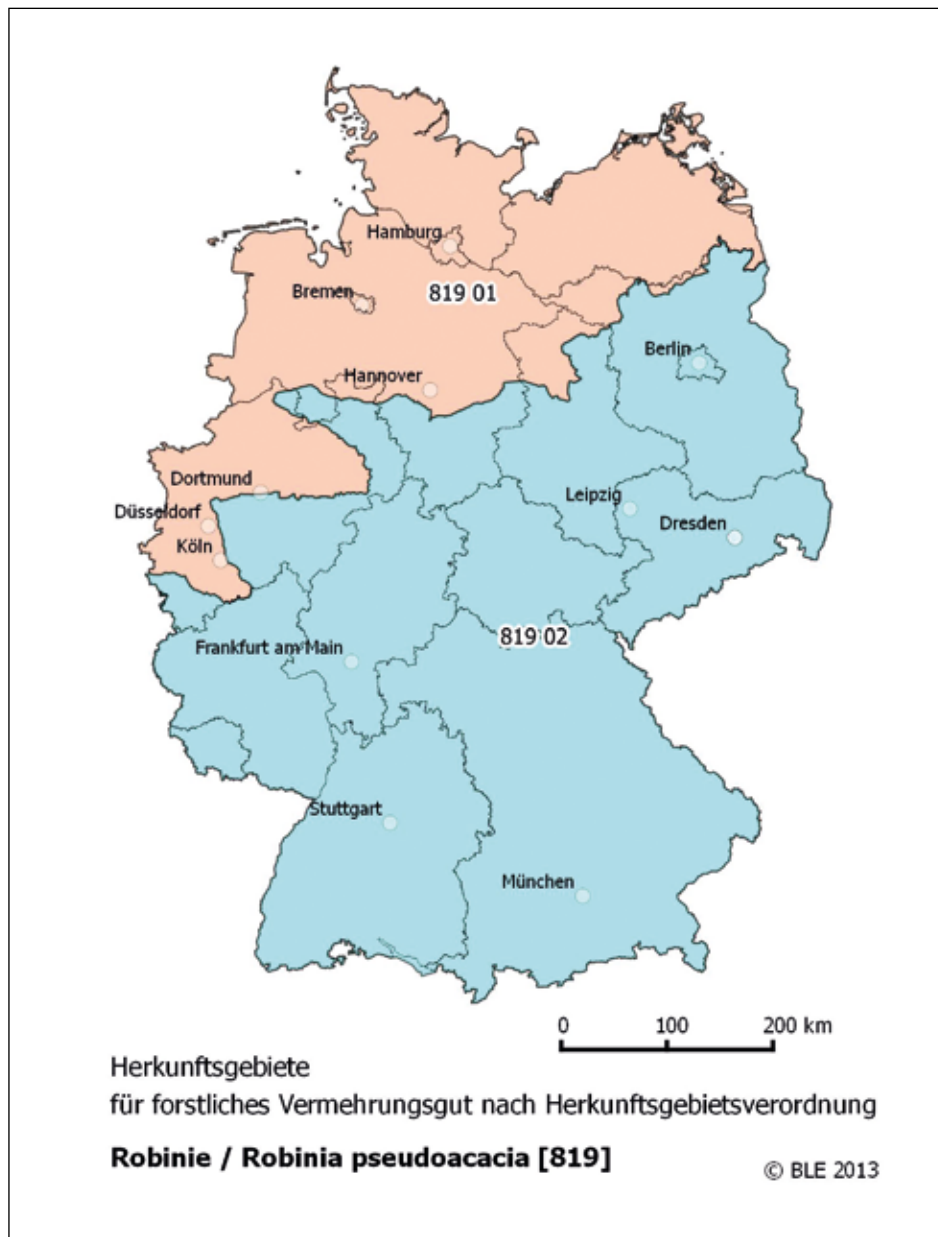 Hamburg
Bremen
819 01
Berlin
Hannover
Dortmund
Leipzig
Düsseldorf
Dresden
Köln
819 02
Frankfurt am Main
Stuttgart
München
0 100 200 km
Herkunftsgebiete
für forstliches Vermehrungsgut nach Herkunftsgebietsverordnung
Robinie / Robinia pseudoacacia [819]
© BLE 2013